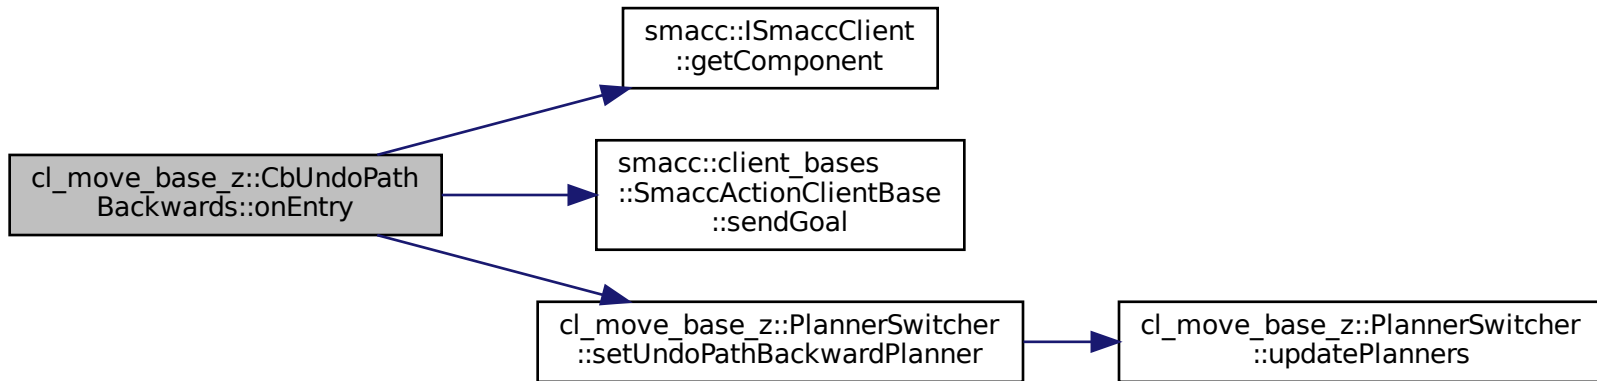 smacc::ISmaccClient
::getComponent
cl_move_base_z::CbUndoPath
Backwards::onEntry
smacc::client_bases
::SmaccActionClientBase
::sendGoal
cl_move_base_z::PlannerSwitcher
::setUndoPathBackwardPlanner
cl_move_base_z::PlannerSwitcher
::updatePlanners